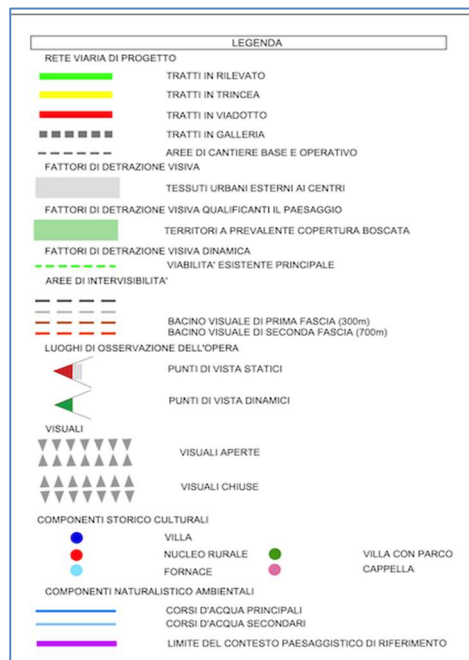 LEGENDA
RETE VIARIA DI PROGETTO
TRATTI IN RILEVATO
TRATTI IN TRINCEA
TRATTI IN VIADOTTO
TRATTI IN GALLERIA
AREE DI CANTIERE BASE E OPERATIVO
FATTORI DI DETRAZIONE VISIVA
TESSUTI URBANI ESTERNI AI CENTRI
FATTORI DI DETRAZIONE VISIVA QUALIFICANTI IL PAESAGGIO
TERRITORI A PREVALENTE COPERTURA BOSCATA
FATTORI DI DETRAZIONE VISIVA DINAMICA
VIABILITA' ESISTENTE PRINCIPALE
AREE DI INTERVISIBILITA'
BACINO VISUALE DI PRIMA FASCIA (300m)
BACINO VISUALE DI SECONDA FASCIA (700m)
LUOGHI DI OSSERVAZIONE DELL'OPERA
PUNTI DI VISTA STATICI
PUNTI DI VISTA DINAMICI
VISUALI
VISUALI APERTE
VISUALI CHIUSE
COMPONENTI STORICO CULTURALI
VILLA
NUCLEO RURALE VILLA CON PARCO
FORNACE CAPPELLA
COMPONENTI NATURALISTICO AMBIENTALI
CORSI D'ACQUA PRINCIPALI
CORSI D'ACQUA SECONDARI
LIMITE DEL CONTESTO PAESAGGISTICO DI RIFERIMENTO